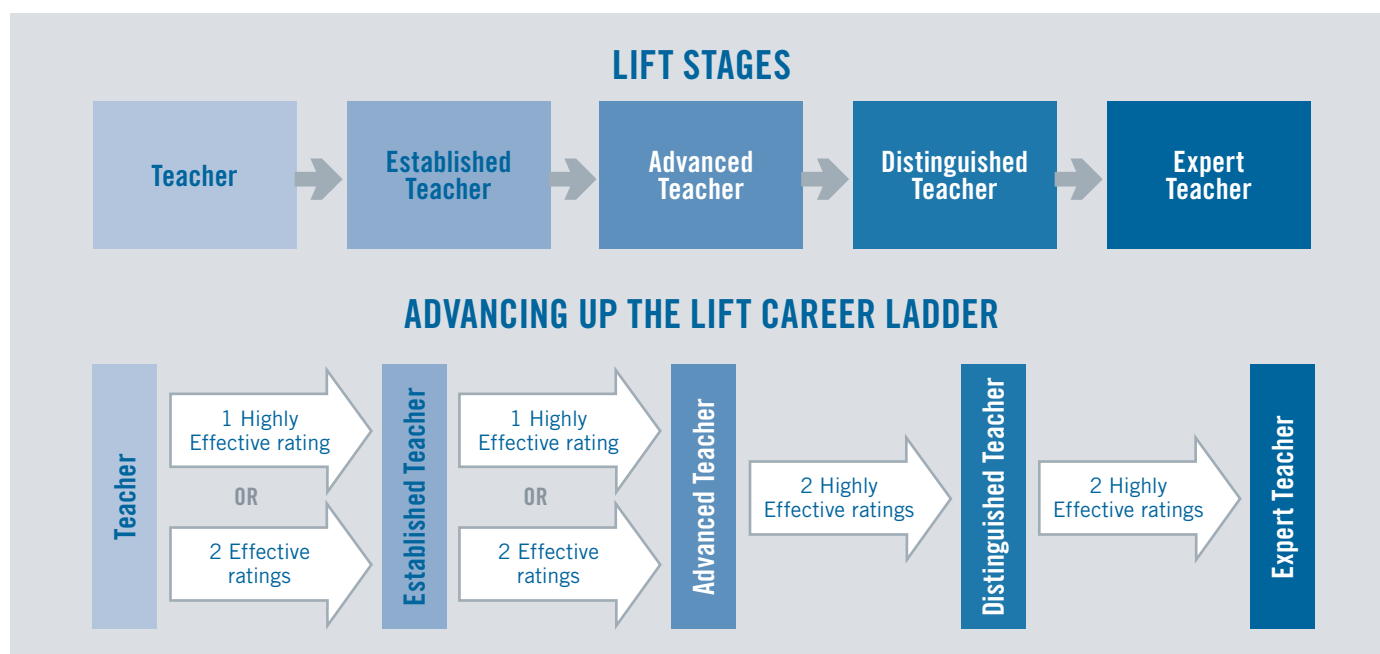 LIFT STAGES
Teacher
Established
Teacher
Advanced
Teacher
Distinguished
Teacher
Expert
Teacher
ADVANCING UP THE LIFT CAREER LADDER
Teacher
1 Highly
Effective rating
OR
2 Effective
ratings
Established Teacher
1 Highly
Effective rating
OR
2 Effective
ratings
Advanced Teacher
2 Highly
Effective ratings
Distinguished Teacher
2 Highly
Effective ratings
Expert Teacher